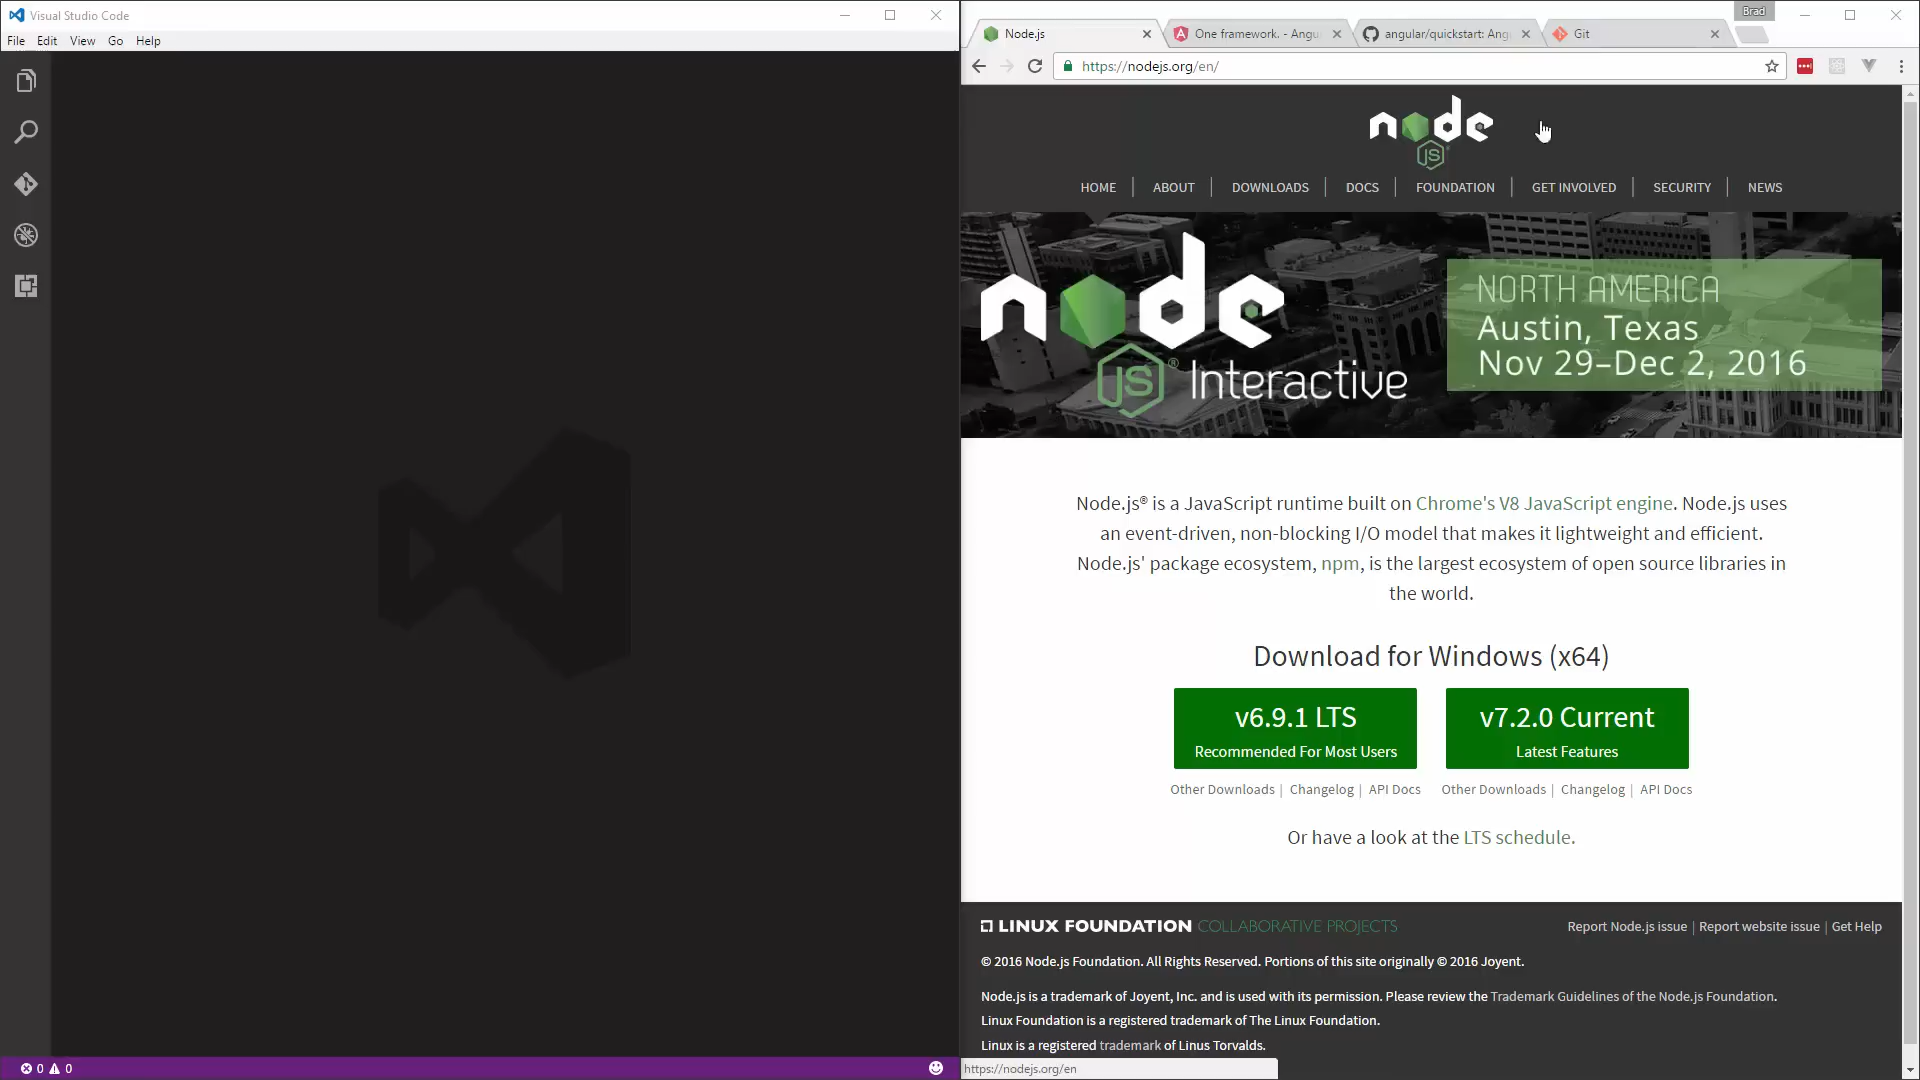 Visual Studio Code
File Edit View Go Help
0 0
Brad
Node.js
One framework. - Angu
angular/quickstart: Ang
Git
https://nodejs.org/en/
node
JS
HOME ABOUT DOWNLOADS DOCS FOUNDATION GET INVOLVED SECURITY NEWS
node
JS ® Interactive
NORTH AMERICA
Austin, Texas
Nov 29–Dec 2, 2016
Node.js® is a JavaScript runtime built on Chrome's V8 JavaScript engine. Node.js uses
an event-driven, non-blocking I/O model that makes it lightweight and efficient.
Node.js' package ecosystem, npm, is the largest ecosystem of open source libraries in
the world.
Download for Windows (x64)
v6.9.1 LTS
Recommended For Most Users
v7.2.0 Current
Latest Features
Other Downloads | Changelog | API Docs
Other Downloads | Changelog | API Docs
Or have a look at the LTS schedule.
LINUX FOUNDATION COLLABORATIVE PROJECTS
Report Node.js issue | Report website issue | Get Help
© 2016 Node.js Foundation. All Rights Reserved. Portions of this site originally © 2016 Joyent.
Node.js is a trademark of Joyent, Inc. and is used with its permission. Please review the Trademark Guidelines of the Node.js Foundation.
Linux Foundation is a registered trademark of The Linux Foundation.
Linux is a registered trademark of Linus Torvalds.
https://nodejs.org/en